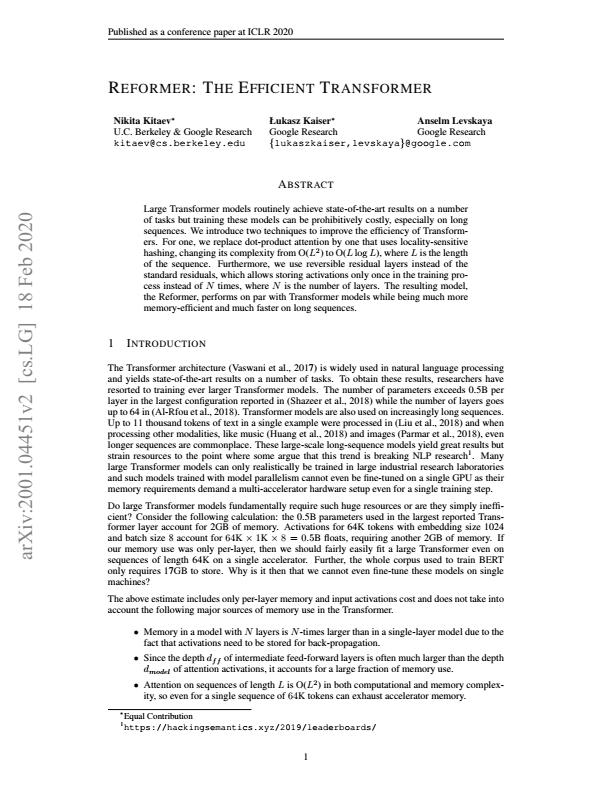 Published as a conference paper at ICLR 2020
REFORMER: THE EFFICIENT TRANSFORMER
Nikita Kitaev* Łukasz Kaiser* Anselm Levskaya
U.C. Berkeley & Google Research Google Research Google Research
kitaev@cs.berkeley.edu {lukaszkaiser,levskaya}@google.com
ABSTRACT
Large Transformer models routinely achieve state-of-the-art results on a number
of tasks but training these models can be prohibitively costly, especially on long
sequences. We introduce two techniques to improve the efficiency of Transform-
ers. For one, we replace dot-product attention by one that uses locality-sensitive
hashing, changing its complexity from O(L²) to O(L log L), where L is the length
of the sequence. Furthermore, we use reversible residual layers instead of the
standard residuals, which allows storing activations only once in the training pro-
cess instead of N times, where N is the number of layers. The resulting model,
the Reformer, performs on par with Transformer models while being much more
memory-efficient and much faster on long sequences.
1 INTRODUCTION
The Transformer architecture (Vaswani et al., 2017) is widely used in natural language processing
and yields state-of-the-art results on a number of tasks. To obtain these results, researchers have
resorted to training ever larger Transformer models. The number of parameters exceeds 0.5B per
layer in the largest configuration reported in (Shazeer et al., 2018) while the number of layers goes
up to 64 in (Al-Rfou et al., 2018). Transformer models are also used on increasingly long sequences.
Up to 11 thousand tokens of text in a single example were processed in (Liu et al., 2018) and when
processing other modalities, like music (Huang et al., 2018) and images (Parmar et al., 2018), even
longer sequences are commonplace. These large-scale long-sequence models yield great results but
strain resources to the point where some argue that this trend is breaking NLP research¹. Many
large Transformer models can only realistically be trained in large industrial research laboratories
and such models trained with model parallelism cannot even be fine-tuned on a single GPU as their
memory requirements demand a multi-accelerator hardware setup even for a single training step.
Do large Transformer models fundamentally require such huge resources or are they simply ineffi-
cient? Consider the following calculation: the 0.5B parameters used in the largest reported Trans-
former layer account for 2GB of memory. Activations for 64K tokens with embedding size 1024
and batch size 8 account for 64K × 1K × 8 = 0.5B floats, requiring another 2GB of memory. If
our memory use was only per-layer, then we should fairly easily fit a large Transformer even on
sequences of length 64K on a single accelerator. Further, the whole corpus used to train BERT
only requires 17GB to store. Why is it then that we cannot even fine-tune these models on single
machines?
The above estimate includes only per-layer memory and input activations cost and does not take into
account the following major sources of memory use in the Transformer.
• Memory in a model with N layers is N-times larger than in a single-layer model due to the
fact that activations need to be stored for back-propagation.
• Since the depth d_ff of intermediate feed-forward layers is often much larger than the depth
d_model of attention activations, it accounts for a large fraction of memory use.
• Attention on sequences of length L is O(L²) in both computational and memory complex-
ity, so even for a single sequence of 64K tokens can exhaust accelerator memory.
*Equal Contribution
¹https://hackingsemantics.xyz/2019/leaderboards/
1
arXiv:2001.04451v2 [cs.LG] 18 Feb 2020